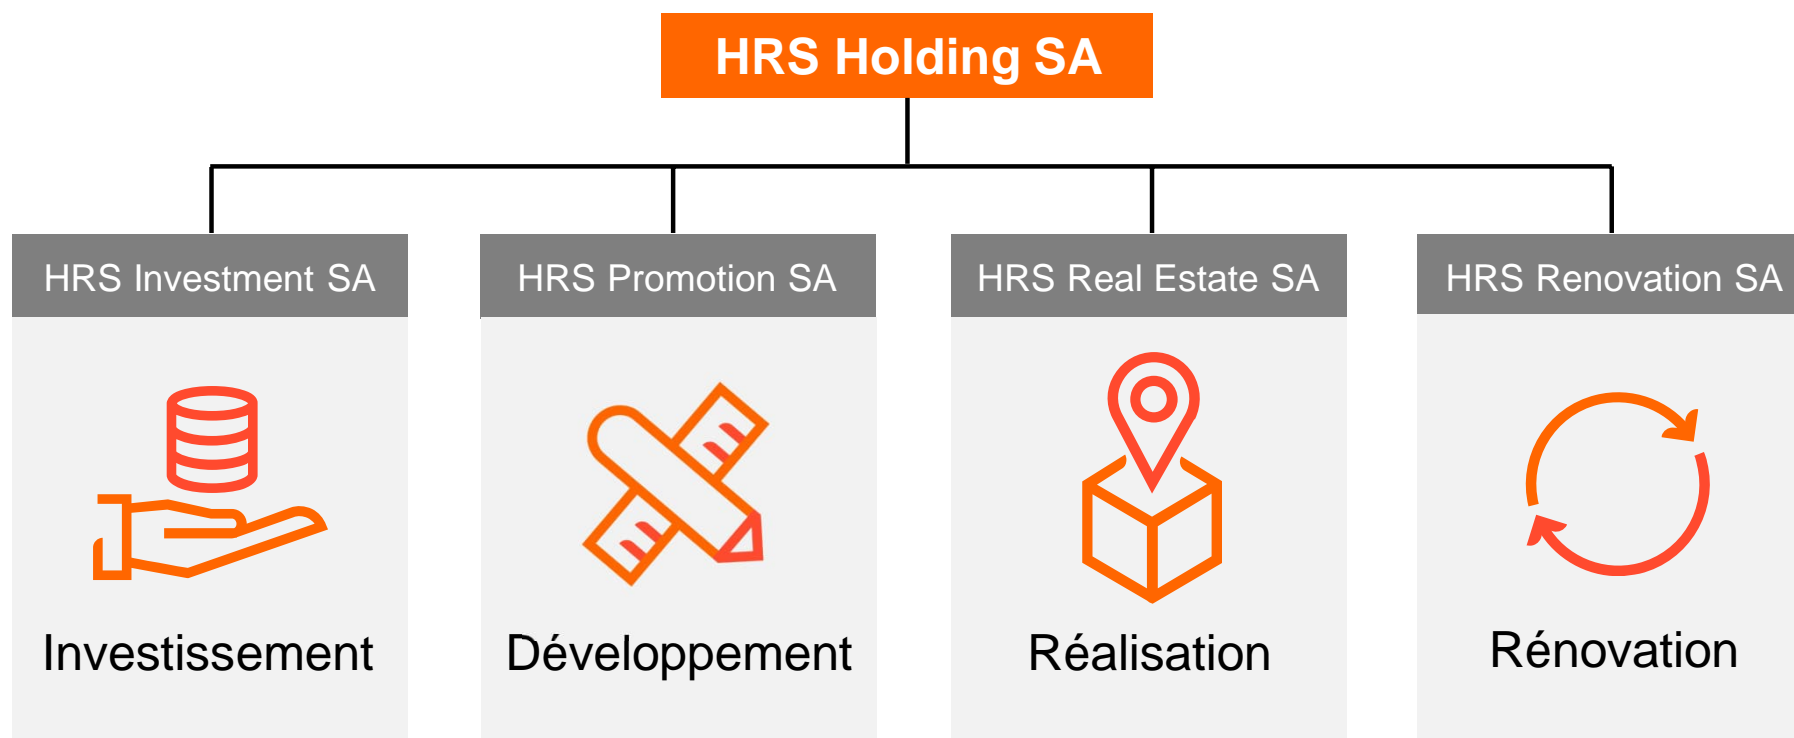 HRS Holding SA
HRS Investment SA
HRS Promotion SA
HRS Real Estate SA
HRS Renovation SA
Investissement
Développement
Réalisation
Rénovation